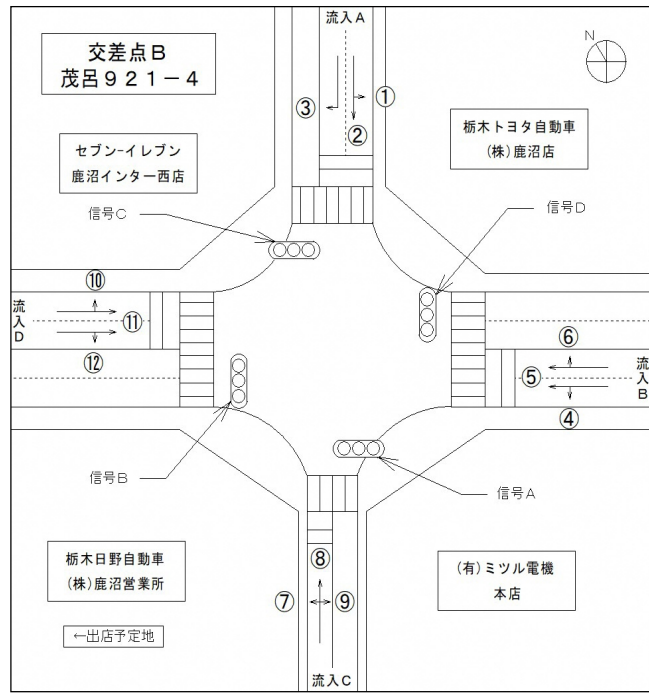 流入A
N
交差点B
茂呂921-4
③
①
②
栃木トヨタ自動車
(株)鹿沼店
セブン-イレブン
鹿沼インター西店
信号C
信号D
⑩
流入D
⑪
⑥
⑫
⑤
流入B
④
信号B
信号A
⑧
栃木日野自動車
(株)鹿沼営業所
(有)ミツル電機
本店
⑦
⑨
←出店予定地
流入C